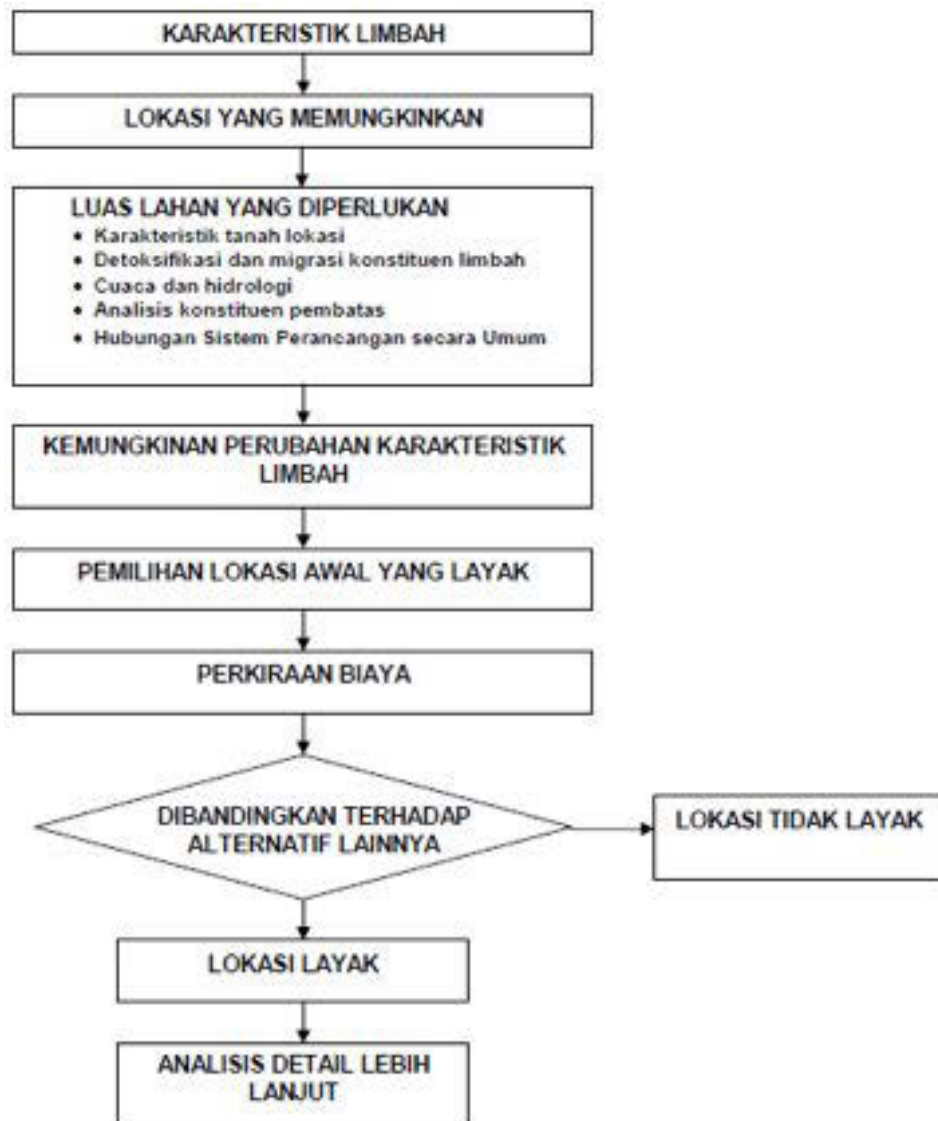 KARAKTERISTIK LIMBAH
LOKASI YANG MEMUNGKINKAN
LUAS LAHAN YANG DIPERLUKAN
• Karakteristik tanah lokasi
• Detoksifikasi dan migrasi konstituen limbah
• Cuaca dan hidrologi
• Analisis konstituen pembatas
• Hubungan Sistem Perancangan secara Umum
KEMUNGKINAN PERUBAHAN KARAKTERISTIK
LIMBAH
PEMILIHAN LOKASI AWAL YANG LAYAK
PERKIRAAN BIAYA
DIBANDINGKAN TERHADAP
ALTERNATIF LAINNYA
LOKASI TIDAK LAYAK
LOKASI LAYAK
ANALISIS DETAIL LEBIH
LANJUT